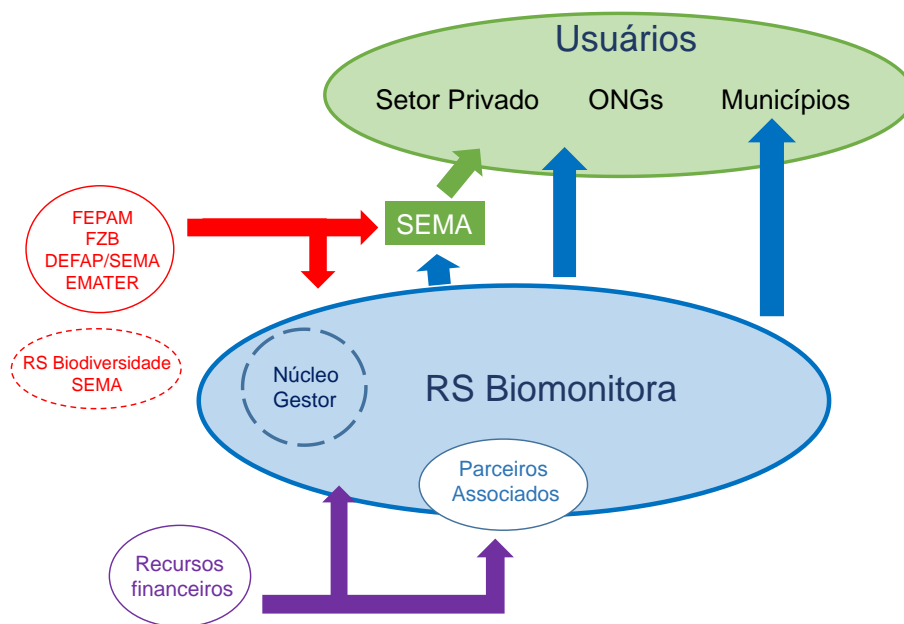 Usuários
Setor Privado
ONGs
Municípios
FEPAM
FZB
DEFAP/SEMA
EMATER
SEMA
RS Biodiversidade
SEMA
Núcleo
Gestor
RS Biomonitora
Parceiros
Associados
Recursos
financeiros